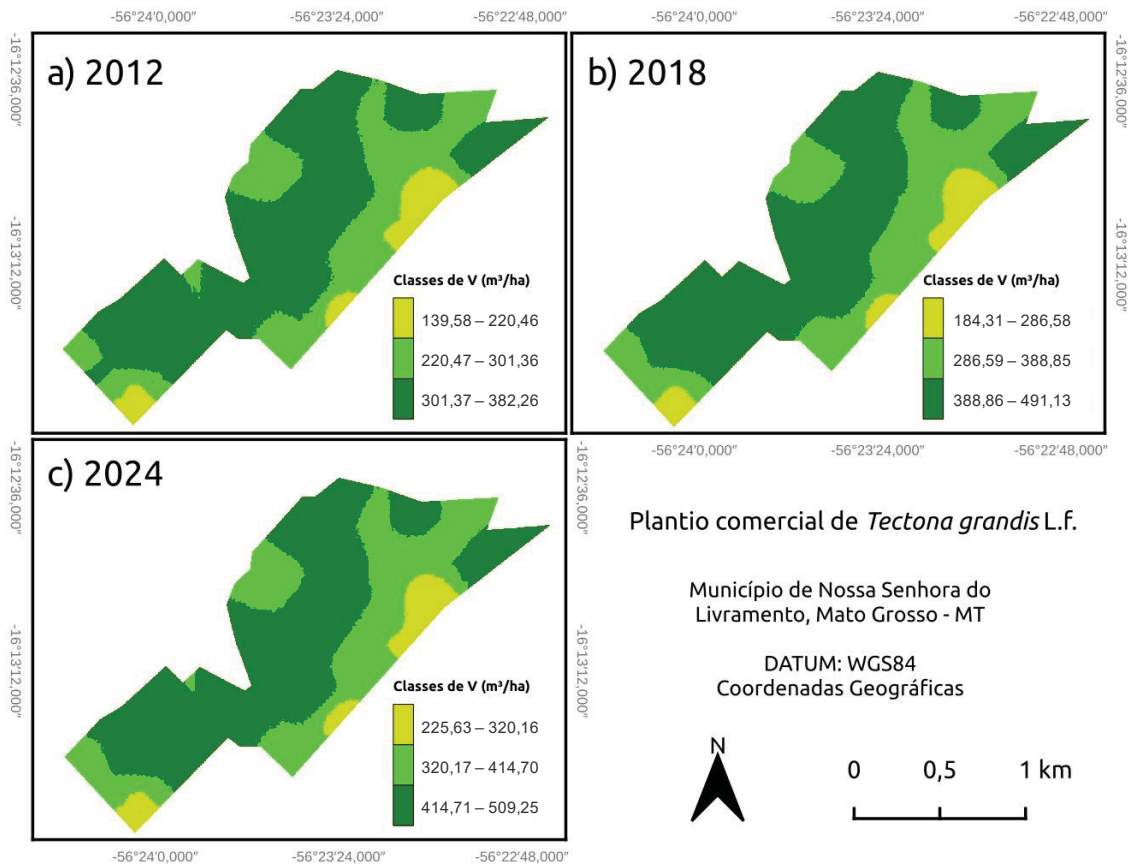 -56°24'0,000"
-56°23'24,000"
-56°22'48,000"
-56°24'0,000"
-56°23'24,000"
-56°22'48,000"
-16°12'36,000"
-16°13'12,000"
a) 2012
Classes de V (m³/ha)
139,58 – 220,46
220,47 – 301,36
301,37 – 382,26
b) 2018
Classes de V (m³/ha)
184,31 – 286,58
286,59 – 388,85
388,86 – 491,13
-16°12'36,000"
-16°13'12,000"
-56°24'0,000"
-56°23'24,000"
-56°22'48,000"
-16°12'36,000"
-16°13'12,000"
c) 2024
Classes de V (m³/ha)
225,63 – 320,16
320,17 – 414,70
414,71 – 509,25
-16°12'36,000"
-16°13'12,000"
-56°24'0,000"
-56°23'24,000"
-56°22'48,000"
Plantio comercial de Tectona grandis L.f.
Município de Nossa Senhora do
Livramento, Mato Grosso - MT
DATUM: WGS84
Coordenadas Geográficas
N
0 0,5 1 km